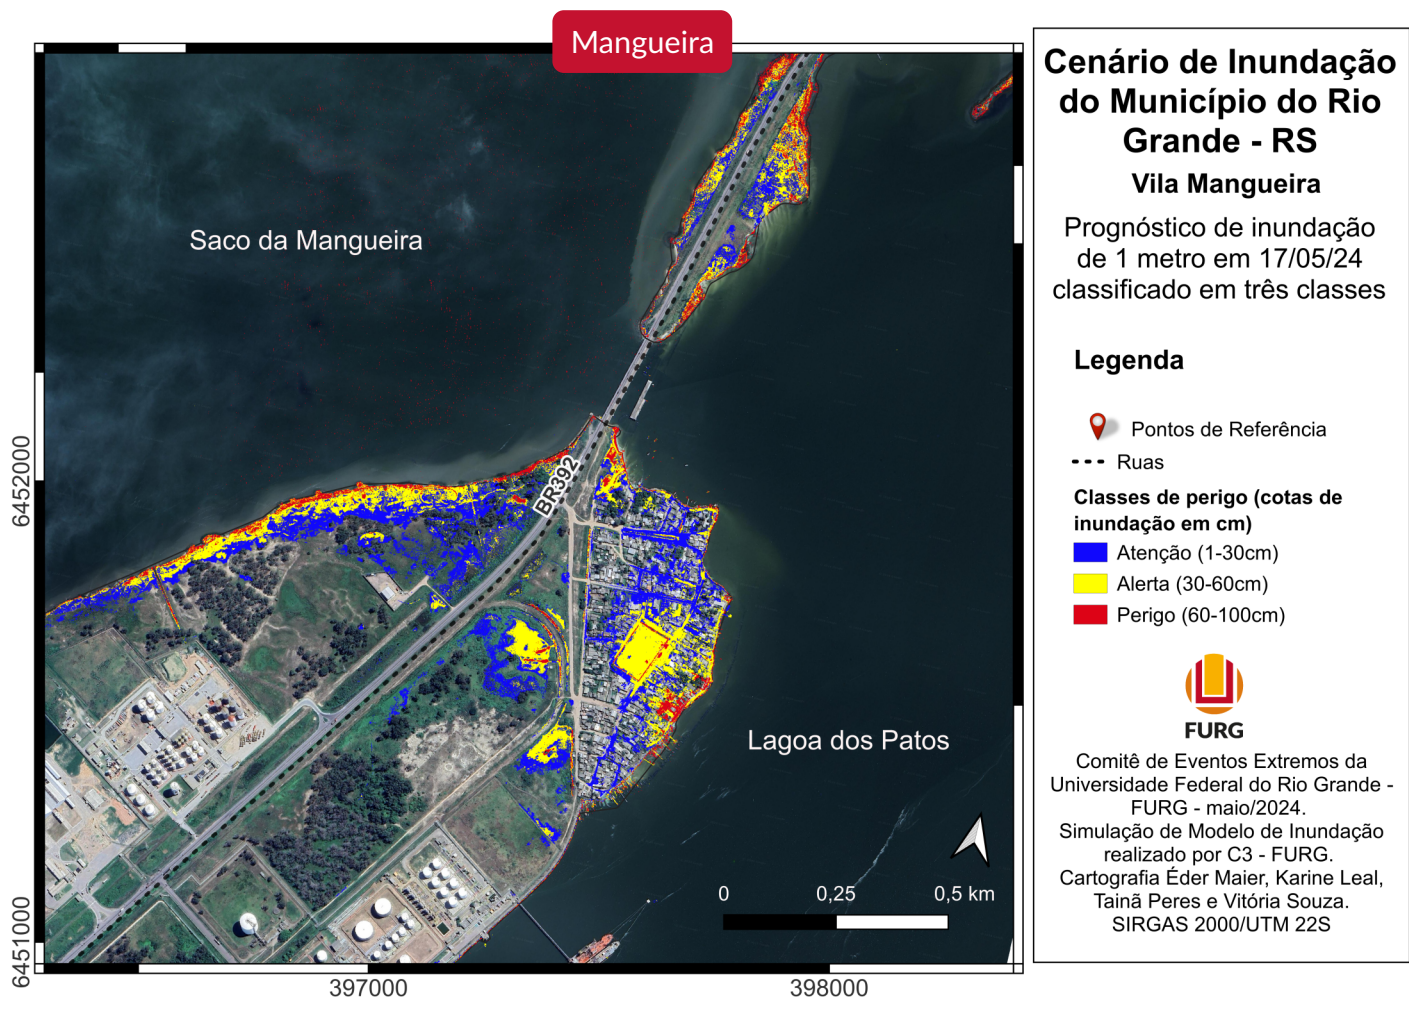 Mangueira
Cenário de Inundação
do Município do Rio
Grande - RS
Vila Mangueira
Prognóstico de inundação
de 1 metro em 17/05/24
classificado em três classes
Legenda
Pontos de Referência
Ruas
Classes de perigo (cotas de
inundação em cm)
Atenção (1-30cm)
Alerta (30-60cm)
Perigo (60-100cm)
FURG
Comitê de Eventos Extremos da
Universidade Federal do Rio Grande -
FURG - maio/2024.
Simulação de Modelo de Inundação
realizado por C3 - FURG.
Cartografia Éder Maier, Karine Leal,
Tainã Peres e Vitória Souza.
SIRGAS 2000/UTM 22S
Saco da Mangueira
BR392
Lagoa dos Patos
0 0,25 0,5 km
6452000
6451000
397000
398000